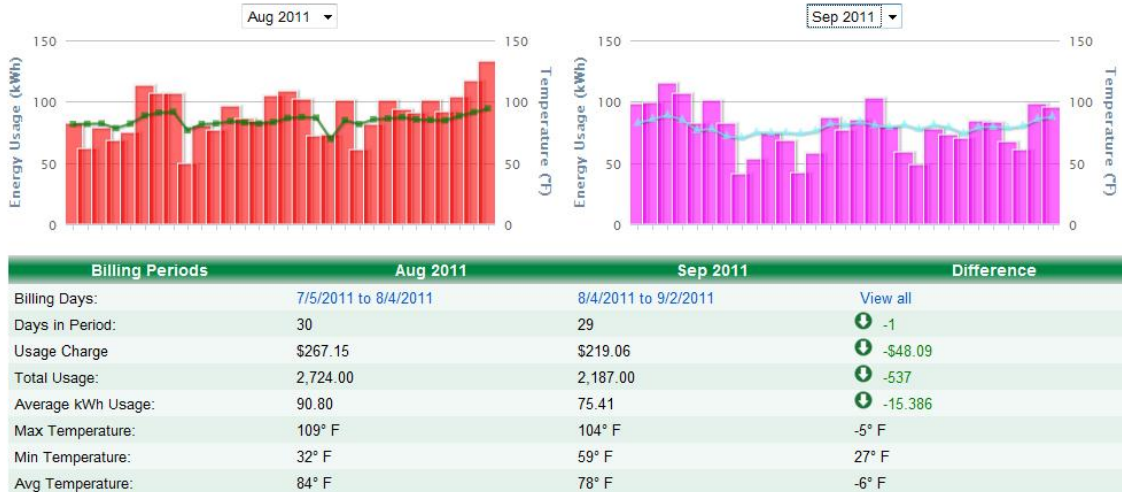 Aug 2011
Sep 2011
150
100
50
0
Energy Usage (kWh)
150
100
50
0
Temperature (°F)
150
100
50
0
Energy Usage (kWh)
150
100
50
0
Temperature (°F)
Billing Periods Aug 2011 Sep 2011 Difference
Billing Days: 7/5/2011 to 8/4/2011 8/4/2011 to 9/2/2011 View all
Days in Period: 30 29 -1
Usage Charge $267.15 $219.06 -$48.09
Total Usage: 2,724.00 2,187.00 -537
Average kWh Usage: 90.80 75.41 -15.386
Max Temperature: 109° F 104° F -5° F
Min Temperature: 32° F 59° F 27° F
Avg Temperature: 84° F 78° F -6° F